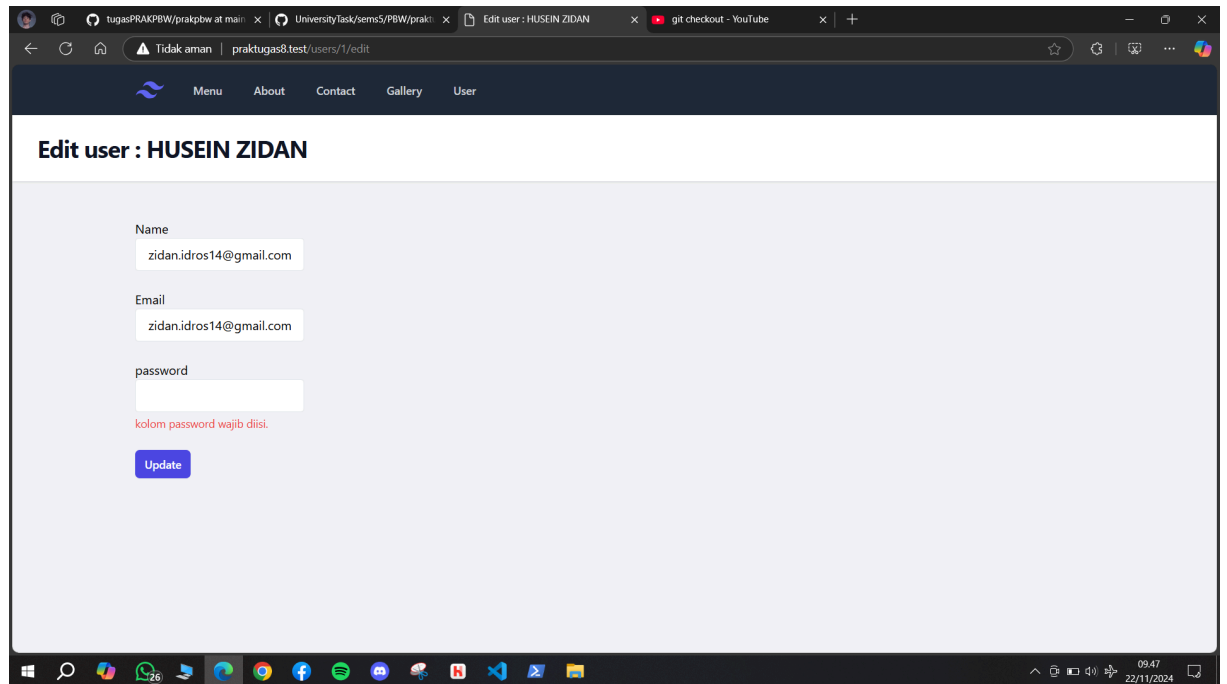 tugasPRAKPBW/prakpbw at main
UniversityTask/sems5/PBW/praktu
Edit user : HUSEIN ZIDAN
git checkout - YouTube
Tidak aman
praktugas8.test/users/1/edit
Menu
About
Contact
Gallery
User
Edit user : HUSEIN ZIDAN
Name
zidan.idros14@gmail.com
Email
zidan.idros14@gmail.com
password
kolom password wajib diisi.
Update
26
09.47
22/11/2024